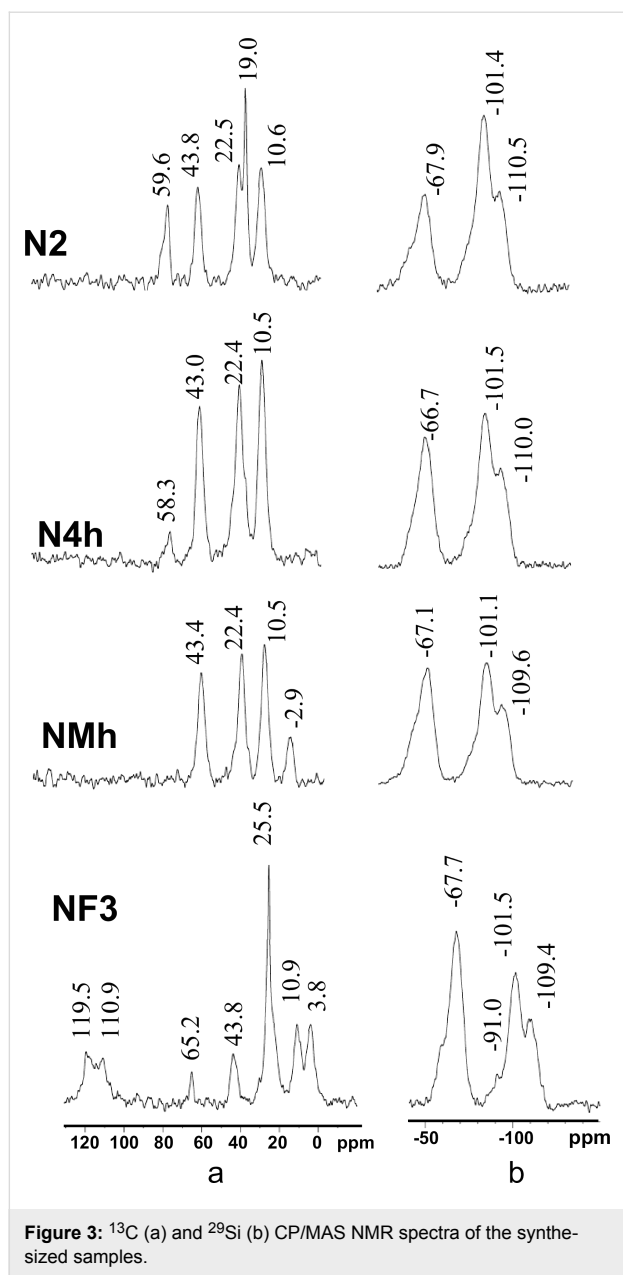 59.6 43.8 22.5 19.0 10.6
-67.9 -101.4 -110.5
N2
58.3 43.0 22.4 10.5
-66.7 -101.5 -110.0
N4h
43.4 22.4 10.5 -2.9
-67.1 -101.1 -109.6
NMh
119.5 110.9 65.2 43.8 25.5 10.9 3.8
-67.7 -91.0 -101.5 -109.4
NF3
120 100 80 60 40 20 0 ppm
-50 -100 ppm
a b
Figure 3: ¹³C (a) and ²⁹Si (b) CP/MAS NMR spectra of the synthe-
sized samples.